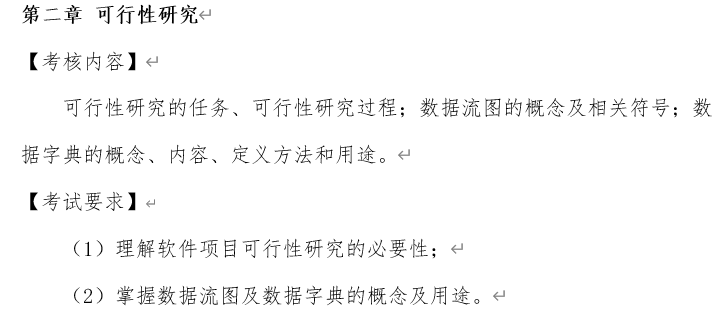 第二章 可行性研究
【考核内容】
可行性研究的任务、可行性研究过程；数据流图的概念及相关符号；数
据字典的概念、内容、定义方法和用途。
【考试要求】
（1）理解软件项目可行性研究的必要性；
（2）掌握数据流图及数据字典的概念及用途。